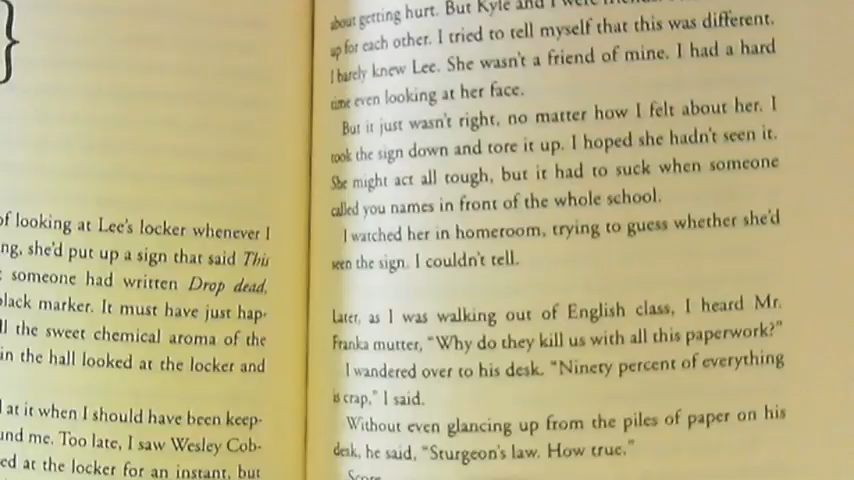 of looking at Lee's locker whenever I
ng, she'd put up a sign that said This
someone had written Drop dead,
black marker. It must have just hap-
ll the sweet chemical aroma of the
in the hall looked at the locker and
at it when I should have been keep-
und me. Too late, I saw Wesley Cob-
ed at the locker for an instant, but
about getting hurt. But Kyle and I were
up for each other. I tried to tell myself that this was different.
I barely knew Lee. She wasn't a friend of mine. I had a hard
time even looking at her face.
But it just wasn't right, no matter how I felt about her. I
took the sign down and tore it up. I hoped she hadn't seen it.
She might act all tough, but it had to suck when someone
called you names in front of the whole school.
I watched her in homeroom, trying to guess whether she'd
seen the sign. I couldn't tell.
Later, as I was walking out of English class, I heard Mr.
Franka mutter, "Why do they kill us with all this paperwork?"
I wandered over to his desk. "Ninety percent of everything
is crap," I said.
Without even glancing up from the piles of paper on his
desk, he said, "Sturgeon's law. How true."
Score